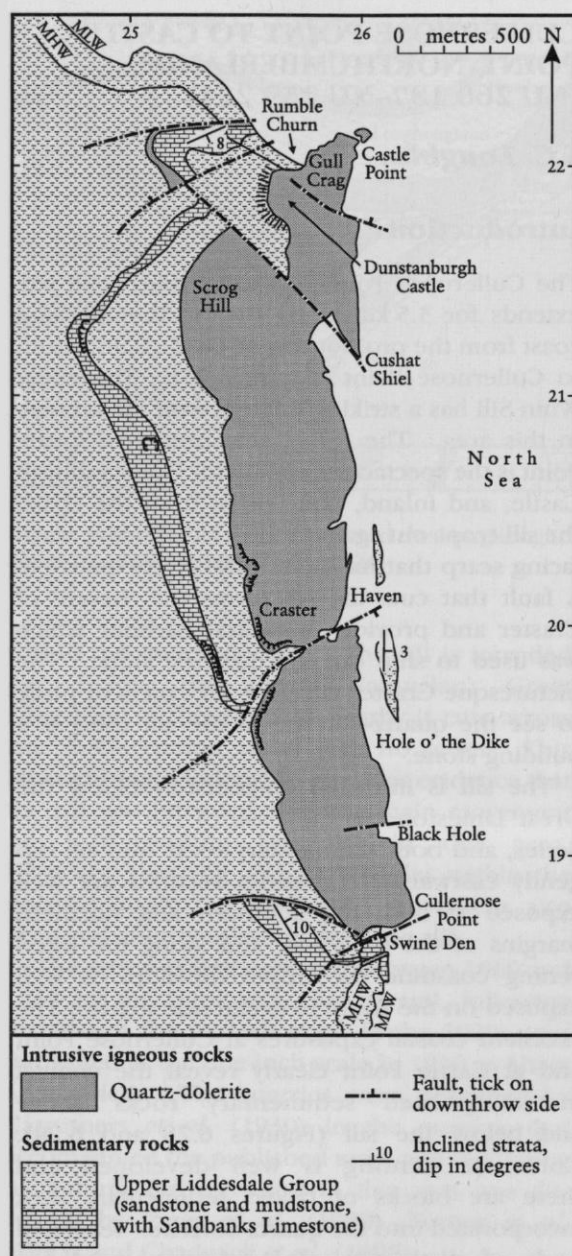 25
26
metres 500
0
N
MHW
MLW
Rumble
Churn
8
Gull
Crag
Castle
Point
22
Dunstanburgh
Castle
Scrog
Hill
Cushat
Shiel
21
North
Sea
Haven
Craster
20
3
Hole o' the Dike
Black Hole
19
Cullernose
Point
10
Swine Den
MHW
MLW
Intrusive igneous rocks
Quartz-dolerite
Sedimentary rocks
Upper Liddesdale Group
(sandstone and mudstone,
with Sandbanks Limestone)
Fault, tick on
downthrow side
10
Inclined strata,
dip in degrees